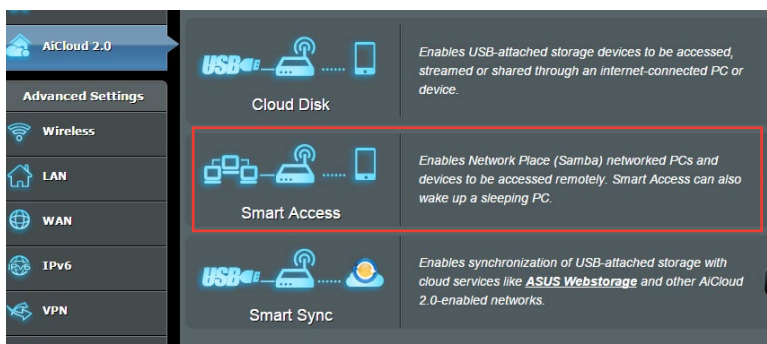 AiCloud 2.0
Advanced Settings
Wireless
LAN
WAN
IPv6
IPv6
VPN
USB
Cloud Disk
Enables USB-attached storage devices to be accessed,
streamed or shared through an internet-connected PC or
device.
Smart Access
Enables Network Place (Samba) networked PCs and
devices to be accessed remotely. Smart Access can also
wake up a sleeping PC.
USB
Smart Sync
Enables synchronization of USB-attached storage with
cloud services like ASUS Webstorage and other AiCloud
2.0-enabled networks.